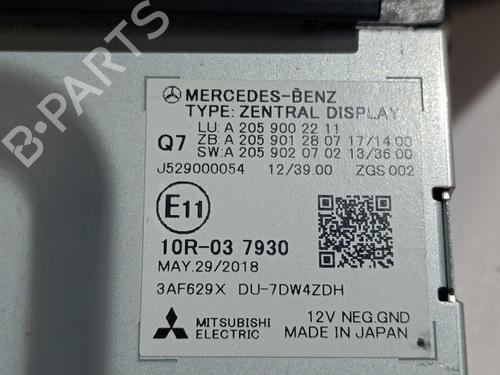 MERCEDES-BENZ
TYPE: ZENTRAL DISPLAY
LU: A 205 900 22 11
Q7 ZB: A 205 901 28 07 17/14.00
SW: A 205 902 07 02 13/36.00
J529000054 12/39.00 ZGS 002
E11
10R-03 7930
MAY.29/2018
3AF629X DU-7DW4ZDH
12V NEG.GND
MITSUBISHI ELECTRIC MADE IN JAPAN